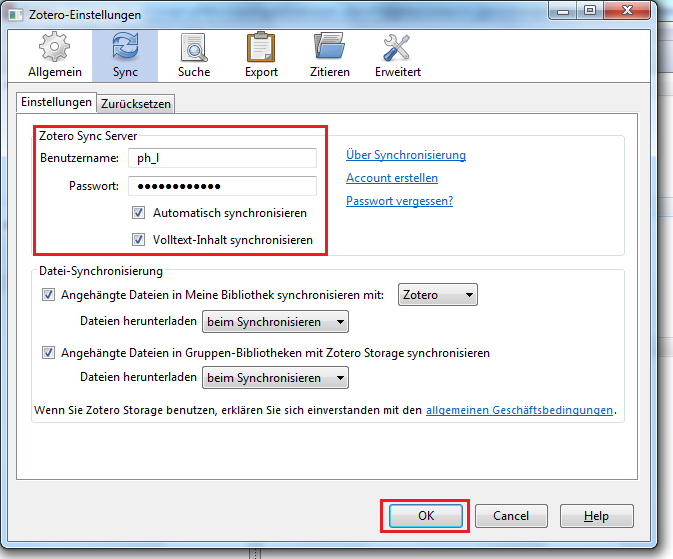 Zotero-Einstellungen
Allgemein Sync Suche Export Zitieren Erweitert
Einstellungen Zurücksetzen
Zotero Sync Server
Benutzername: ph_l Über Synchronisierung
Passwort: ●●●●●●●●●●●● Account erstellen
Passwort vergessen?
Automatisch synchronisieren
Volltext-Inhalt synchronisieren
Datei-Synchronisierung
Angehängte Dateien in Meine Bibliothek synchronisieren mit: Zotero
Dateien herunterladen beim Synchronisieren
Angehängte Dateien in Gruppen-Bibliotheken mit Zotero Storage synchronisieren
Dateien herunterladen beim Synchronisieren
Wenn Sie Zotero Storage benutzen, erklären Sie sich einverstanden mit den allgemeinen Geschäftsbedingungen.
OK Cancel Help